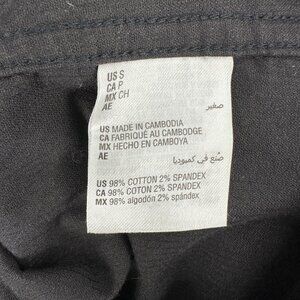 US S
CA P
MX CH
AE صغير
US MADE IN CAMBODIA
CA FABRIQUÉ AU CAMBODGE
MX HECHO EN CAMBOYA
AE صنع في كمبوديا
US 98% COTTON 2% SPANDEX
CA 98% COTON 2% SPANDEX
MX 98% algodón 2% spándex